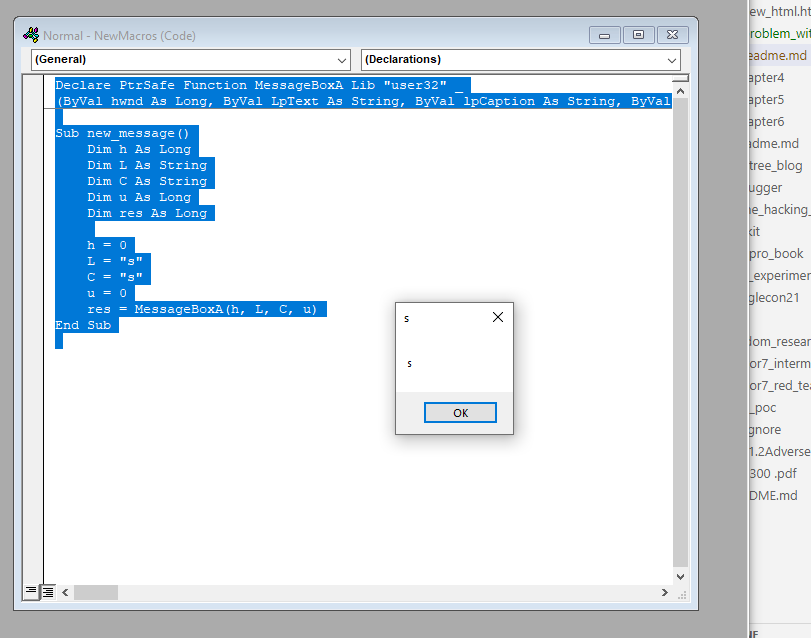 Normal - NewMacros (Code)
(General)
(Declarations)
Declare PtrSafe Function MessageBoxA Lib "user32" _
(ByVal hwnd As Long, ByVal LpText As String, ByVal lpCaption As String, ByVal
Sub new_message()
Dim h As Long
Dim L As String
Dim C As String
Dim u As Long
Dim res As Long
h = 0
L = "s"
C = "s"
u = 0
res = MessageBoxA(h, L, C, u)
End Sub
s
s
OK
ew_html.ht
roblem_wit
eadme.md
apter4
apter5
apter6
adme.md
tree_blog
ugger
ne_hacking_
kit
pro_book
_experimen
glecon21
dom_resear
or7_interm
or7_red_tea
_poc
gnore
1.2Adverse
300 .pdf
DME.md